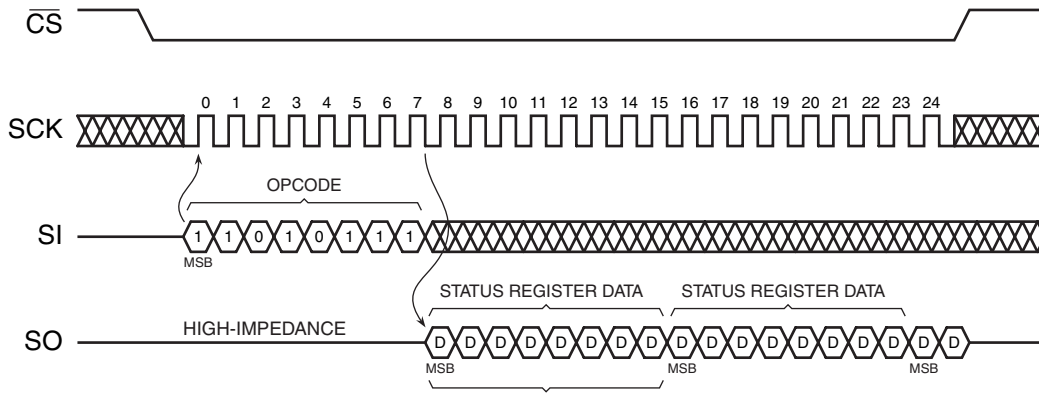 CS
0 1 2 3 4 5 6 7 8 9 10 11 12 13 14 15 16 17 18 19 20 21 22 23 24
SCK
OPCODE
SI 1 1 0 1 0 1 1 1
MSB
STATUS REGISTER DATA STATUS REGISTER DATA
HIGH-IMPEDANCE
SO D D D D D D D D D D D D D D D D D D
MSB MSB MSB